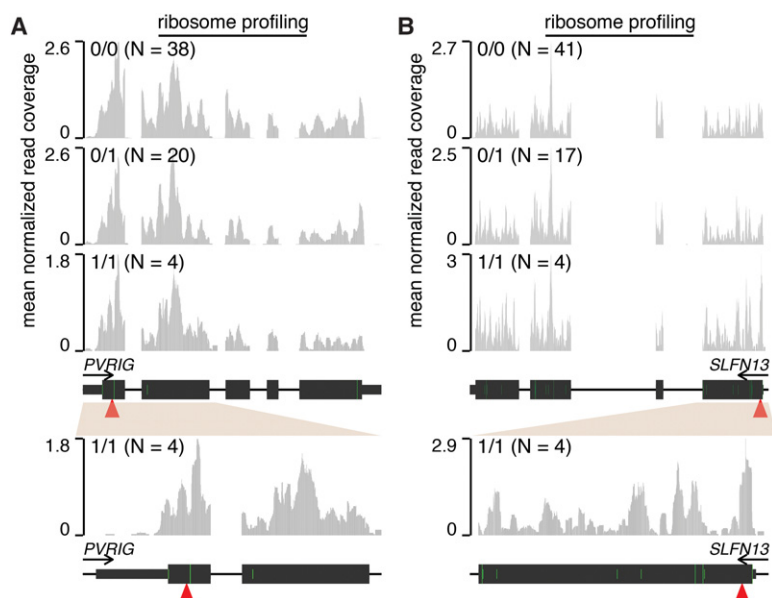 A
ribosome profiling
mean normalized read coverage
2.6
0/0 (N = 38)
0
2.6
0/1 (N = 20)
0
1.8
1/1 (N = 4)
0
PVRIG
1.8
1/1 (N = 4)
0
PVRIG
B
ribosome profiling
mean normalized read coverage
2.7
0/0 (N = 41)
0
2.5
0/1 (N = 17)
0
3
1/1 (N = 4)
0
SLFN13
2.9
1/1 (N = 4)
0
SLFN13